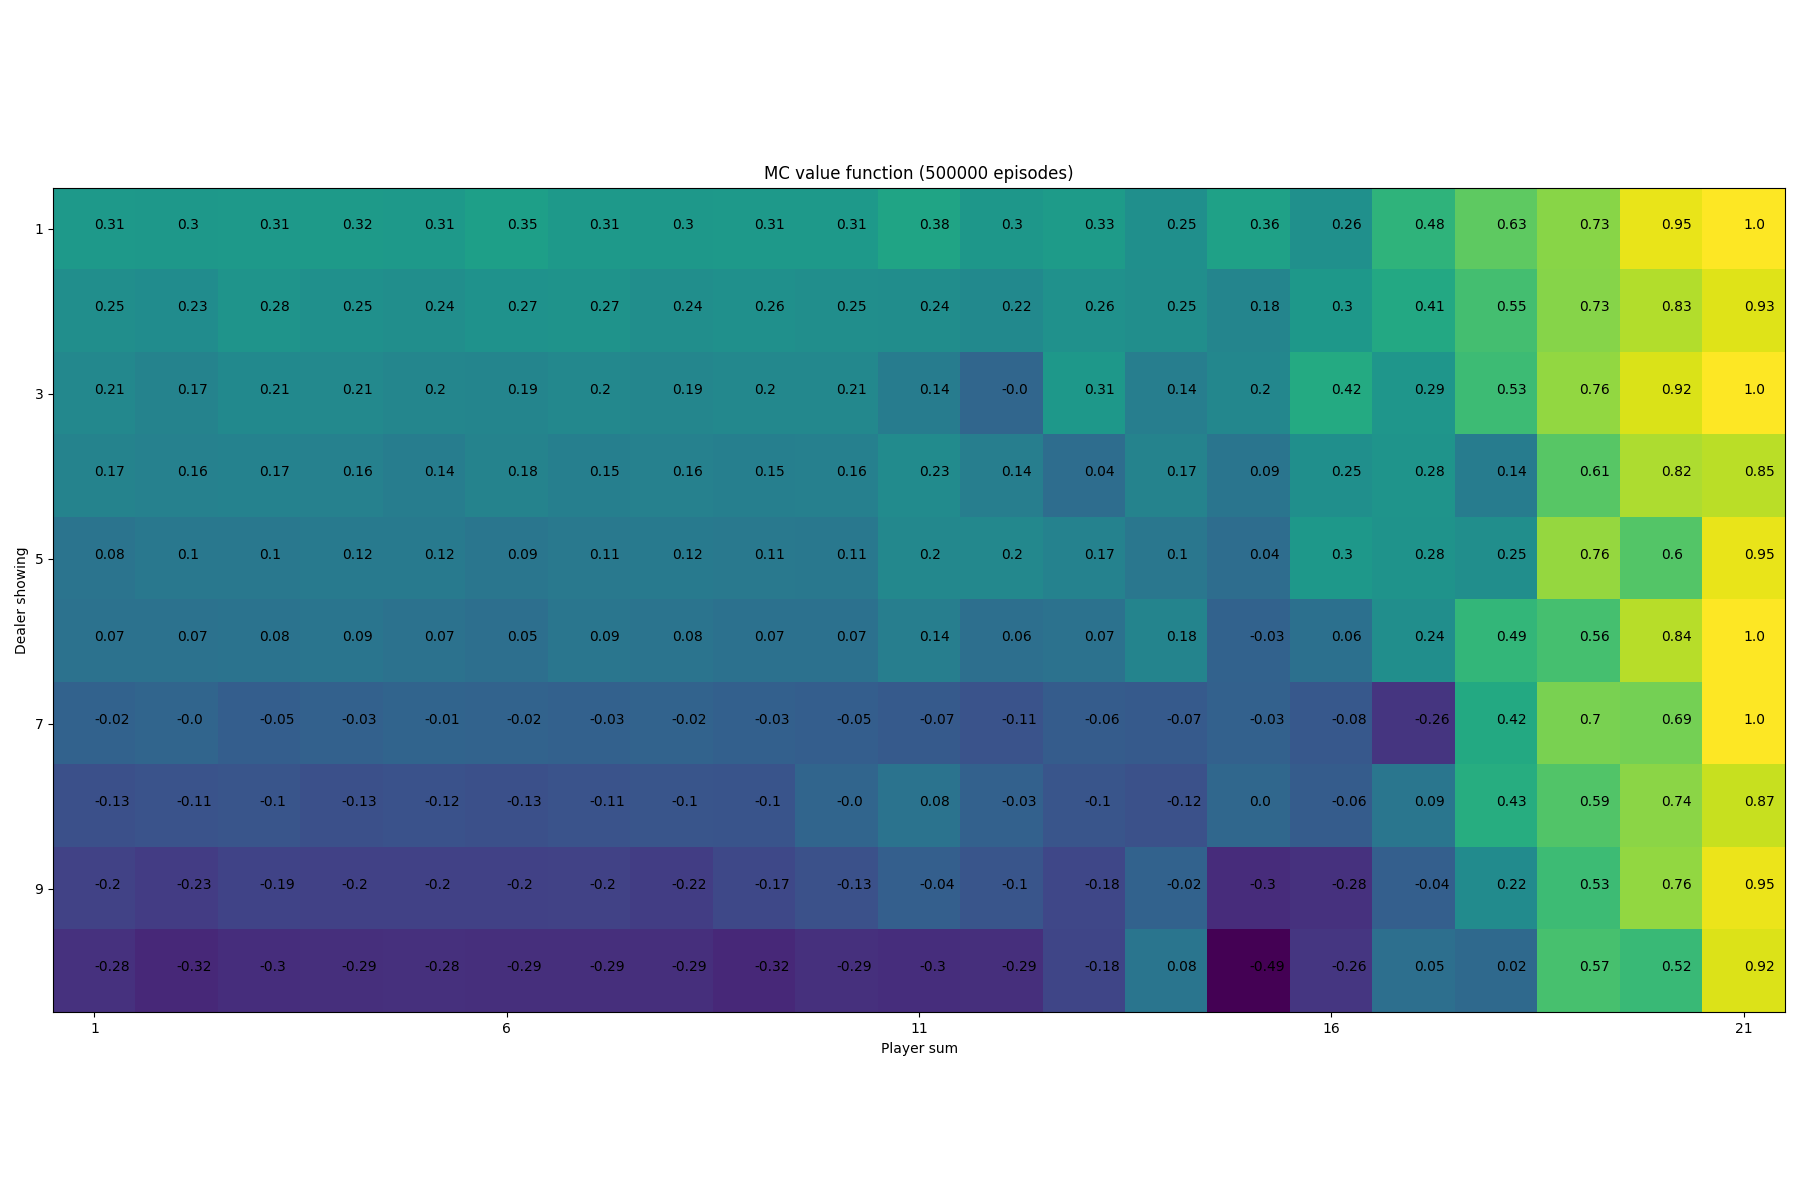 MC value function (500000 episodes)
1 0.31 0.3 0.31 0.32 0.31 0.35 0.31 0.3 0.31 0.31 0.38 0.3 0.33 0.25 0.36 0.26 0.48 0.63 0.73 0.95 1.0
0.25 0.23 0.28 0.25 0.24 0.27 0.27 0.24 0.26 0.25 0.24 0.22 0.26 0.25 0.18 0.3 0.41 0.55 0.73 0.83 0.93
3 0.21 0.17 0.21 0.21 0.2 0.19 0.2 0.19 0.2 0.21 0.14 -0.0 0.31 0.14 0.2 0.42 0.29 0.53 0.76 0.92 1.0
0.17 0.16 0.17 0.16 0.14 0.18 0.15 0.16 0.15 0.16 0.23 0.14 0.04 0.17 0.09 0.25 0.28 0.14 0.61 0.82 0.85
5 0.08 0.1 0.1 0.12 0.12 0.09 0.11 0.12 0.11 0.11 0.2 0.2 0.17 0.1 0.04 0.3 0.28 0.25 0.76 0.6 0.95
Dealer showing
0.07 0.07 0.08 0.09 0.07 0.05 0.09 0.08 0.07 0.07 0.14 0.06 0.07 0.18 -0.03 0.06 0.24 0.49 0.56 0.84 1.0
7 -0.02 -0.0 -0.05 -0.03 -0.01 -0.02 -0.03 -0.02 -0.03 -0.05 -0.07 -0.11 -0.06 -0.07 -0.03 -0.08 -0.26 0.42 0.7 0.69 1.0
-0.13 -0.11 -0.1 -0.13 -0.12 -0.13 -0.11 -0.1 -0.1 -0.0 0.08 -0.03 -0.1 -0.12 0.0 -0.06 0.09 0.43 0.59 0.74 0.87
9 -0.2 -0.23 -0.19 -0.2 -0.2 -0.2 -0.2 -0.22 -0.17 -0.13 -0.04 -0.1 -0.18 -0.02 -0.3 -0.28 -0.04 0.22 0.53 0.76 0.95
-0.28 -0.32 -0.3 -0.29 -0.28 -0.29 -0.29 -0.29 -0.32 -0.29 -0.3 -0.29 -0.18 0.08 -0.49 -0.26 0.05 0.02 0.57 0.52 0.92
1 6 11 16 21
Player sum